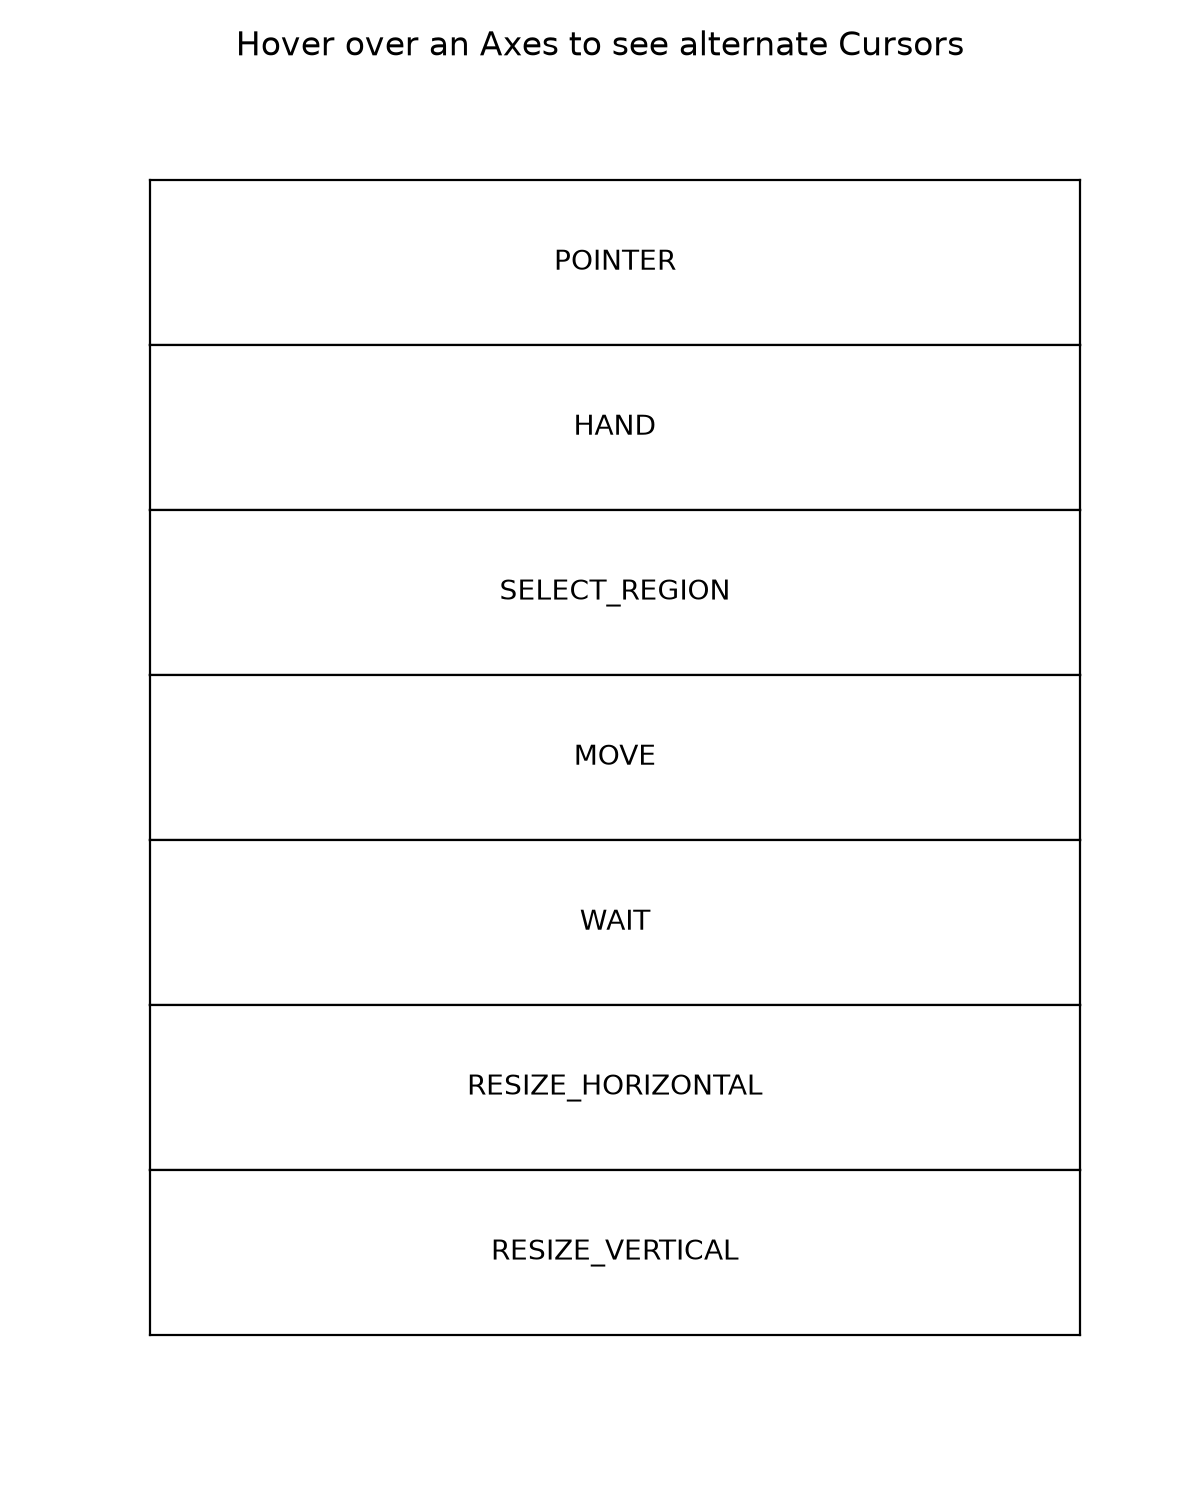 Hover over an Axes to see alternate Cursors
POINTER
HAND
SELECT_REGION
MOVE
WAIT
RESIZE_HORIZONTAL
RESIZE_VERTICAL